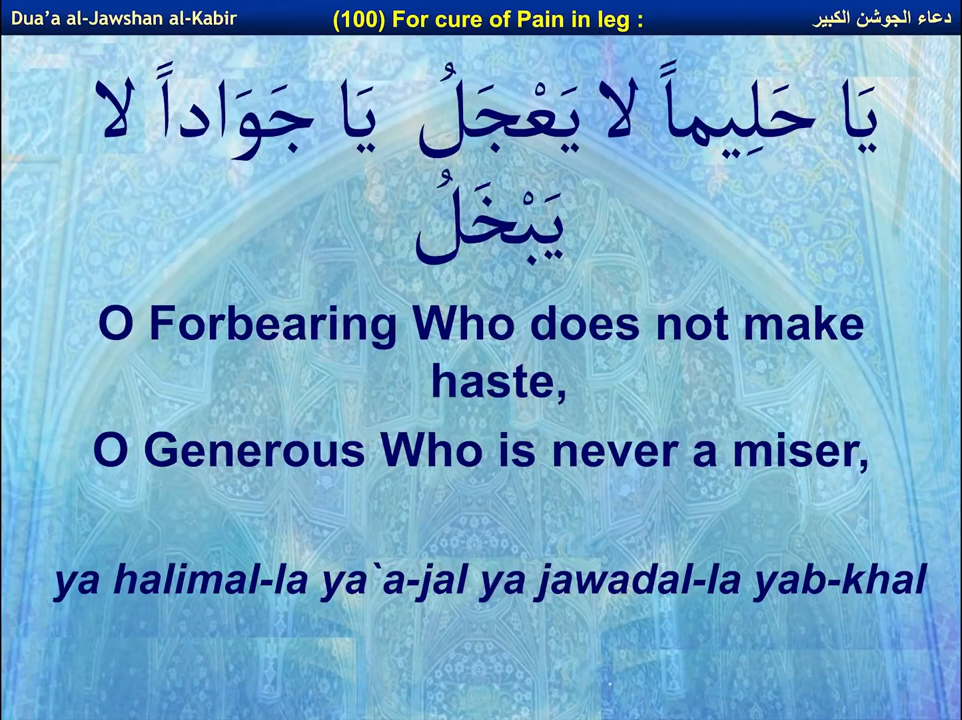 Dua’a al-Jawshan al-Kabir
(100) For cure of Pain in leg :
دعاء الجوشن الكبير
يَا حَلِيماً لا يَعْجَلُ يَا جَوَاداً لا
يَبْخَلُ
O Forbearing Who does not make
haste,
O Generous Who is never a miser,
ya halimal-la ya`a-jal ya jawadal-la yab-khal